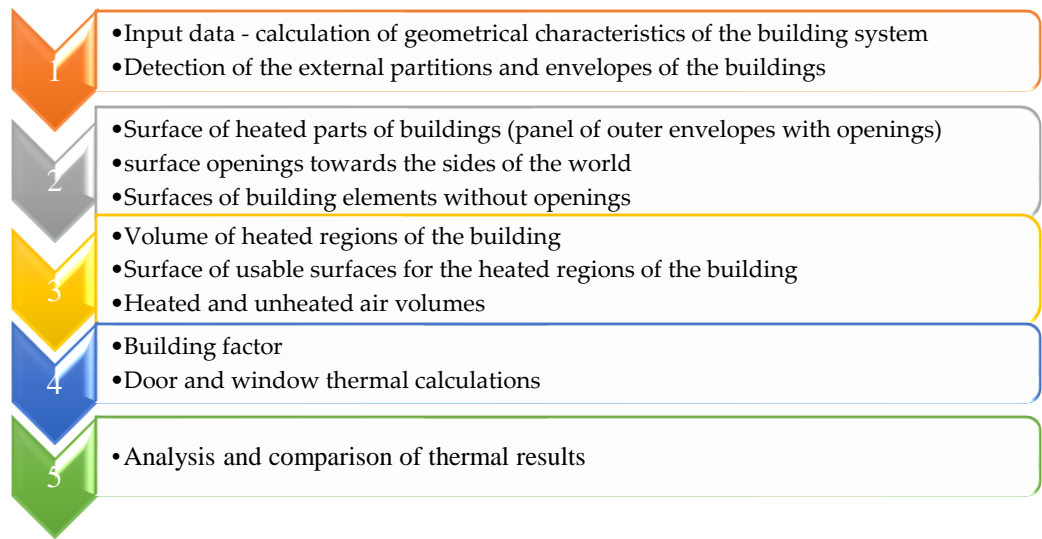 1
•Input data - calculation of geometrical characteristics of the building system
•Detection of the external partitions and envelopes of the buildings
2
•Surface of heated parts of buildings (panel of outer envelopes with openings)
•surface openings towards the sides of the world
•Surfaces of building elements without openings
3
•Volume of heated regions of the building
•Surface of usable surfaces for the heated regions of the building
•Heated and unheated air volumes
4
•Building factor
•Door and window thermal calculations
5
•Analysis and comparison of thermal results